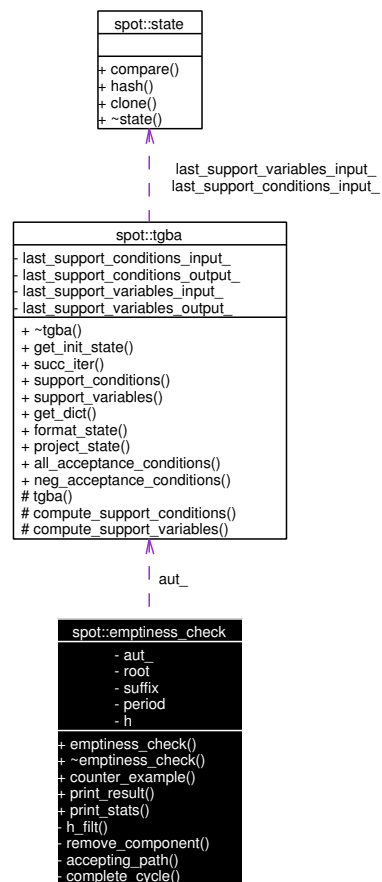 spot::state
+ compare()
+ hash()
+ clone()
+ ~state()
last_support_variables_input_
last_support_conditions_input_
spot::tgba
- last_support_conditions_input_
- last_support_conditions_output_
- last_support_variables_input_
- last_support_variables_output_
+ ~tgba()
+ get_init_state()
+ succ_iter()
+ support_conditions()
+ support_variables()
+ get_dict()
+ format_state()
+ project_state()
+ all_acceptance_conditions()
+ neg_acceptance_conditions()
# tgba()
# compute_support_conditions()
# compute_support_variables()
aut_
spot::emptiness_check
- aut_
- root
- suffix
- period
- h
+ emptiness_check()
+ ~emptiness_check()
+ counter_example()
+ print_result()
+ print_stats()
- h_filt()
- remove_component()
- accepting_path()
- complete_cycle()